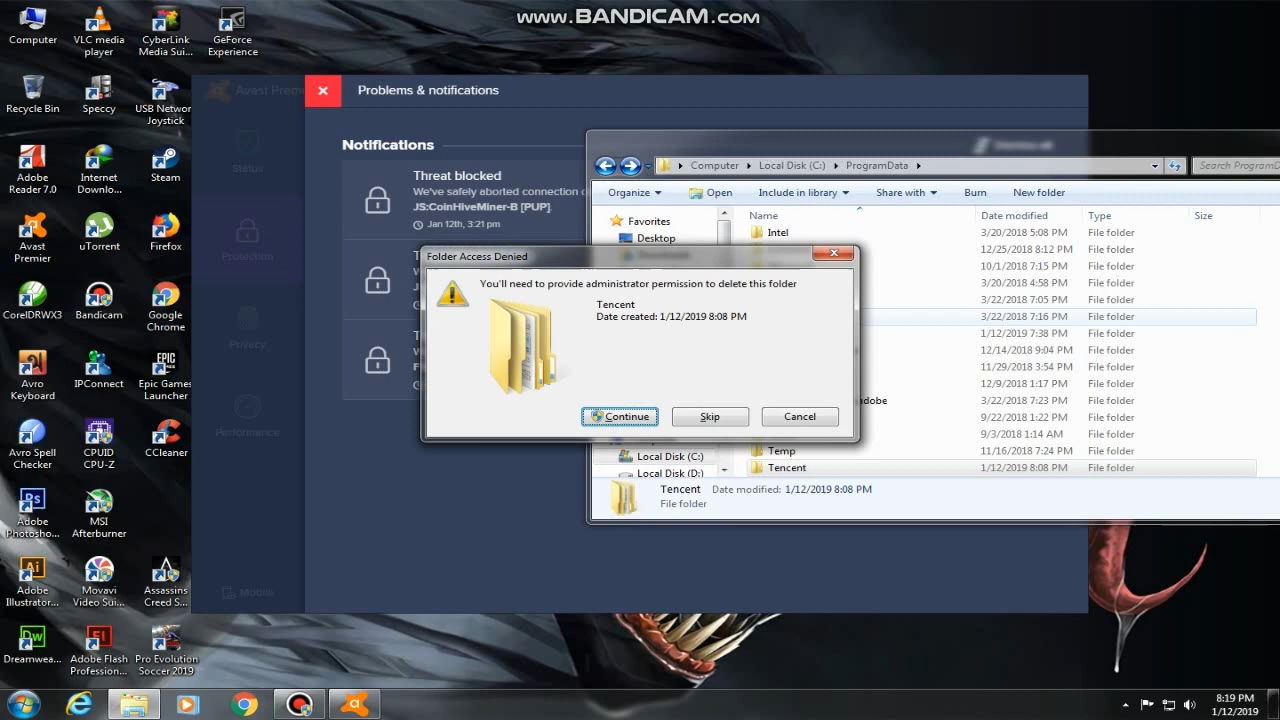 www.BANDICAM.com
Computer
VLC media
player
CyberLink
Media Sui...
GeForce
Experience
Recycle Bin
Speccy
USB Networ
Joystick
Adobe
Reader 7.0
Internet
Downlo...
Steam
Avast
Premier
uTorrent
Firefox
CorelDRWX3
Bandicam
Google
Chrome
Avro
Keyboard
IPConnect
Epic Games
Launcher
Avro Spell
Checker
CPUID
CPU-Z
CCleaner
Adobe
Photosho...
MSI
Afterburner
Adobe
Illustrator...
Movavi
Video Sui...
Assassins
Creed S...
Dreamwea...
Adobe Flash
Profession...
Pro Evolution
Soccer 2019
Avast Premi
Status
Protection
Privacy
Performance
Mobile
Problems & notifications
Notifications
Threat blocked
We've safely aborted connection
JS:CoinHiveMiner-B [PUP].
Jan 12th, 3:21 pm
Computer
Local Disk (C:)
ProgramData
Search ProgramD
Organize
Open
Include in library
Share with
Burn
New folder
Favorites
Desktop
Local Disk (C:)
Local Disk (D:)
Name
Date modified
Type
Size
Intel
3/20/2018 5:08 PM
File folder
12/25/2018 8:12 PM
File folder
10/1/2018 7:15 PM
File folder
3/20/2018 4:58 PM
File folder
3/22/2018 7:05 PM
File folder
3/22/2018 7:16 PM
File folder
1/12/2019 7:38 PM
File folder
12/14/2018 9:04 PM
File folder
11/29/2018 3:54 PM
File folder
12/9/2018 1:17 PM
File folder
adobe
3/22/2018 7:23 PM
File folder
9/22/2018 1:22 PM
File folder
9/3/2018 1:14 AM
File folder
Temp
11/16/2018 7:24 PM
File folder
Tencent
1/12/2019 8:08 PM
File folder
Tencent
Date modified: 1/12/2019 8:08 PM
File folder
Folder Access Denied
You'll need to provide administrator permission to delete this folder
Tencent
Date created: 1/12/2019 8:08 PM
Continue
Skip
Cancel
8:19 PM
1/12/2019